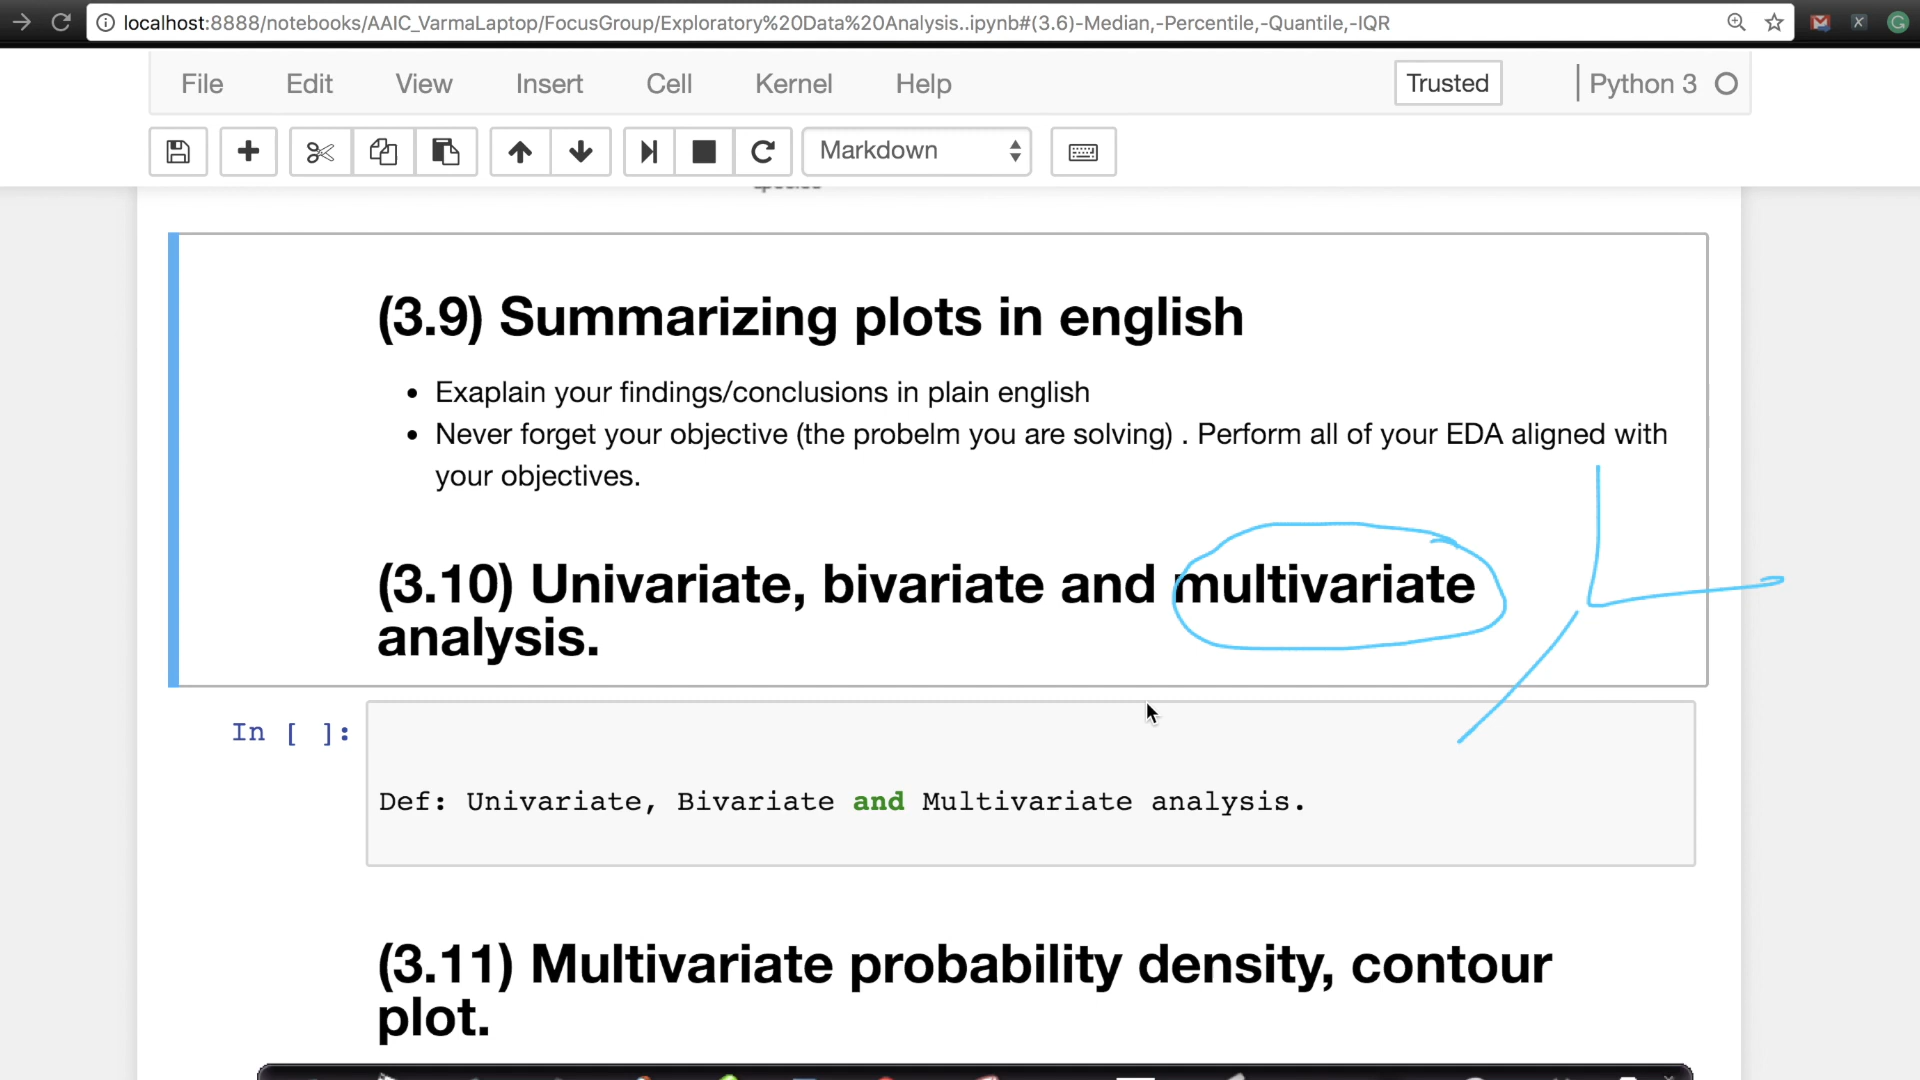 localhost:8888/notebooks/AAIC_VarmaLaptop/FocusGroup/Exploratory%20Data%20Analysis..ipynb#(3.6)-Median,-Percentile,-Quantile,-IQR
File Edit View Insert Cell Kernel Help Trusted Python 3
Markdown
(3.9) Summarizing plots in english
Exaplain your findings/conclusions in plain english
Never forget your objective (the probelm you are solving) . Perform all of your EDA aligned with
your objectives.
(3.10) Univariate, bivariate and multivariate
analysis.
In [ ]:
Def: Univariate, Bivariate and Multivariate analysis.
(3.11) Multivariate probability density, contour
plot.